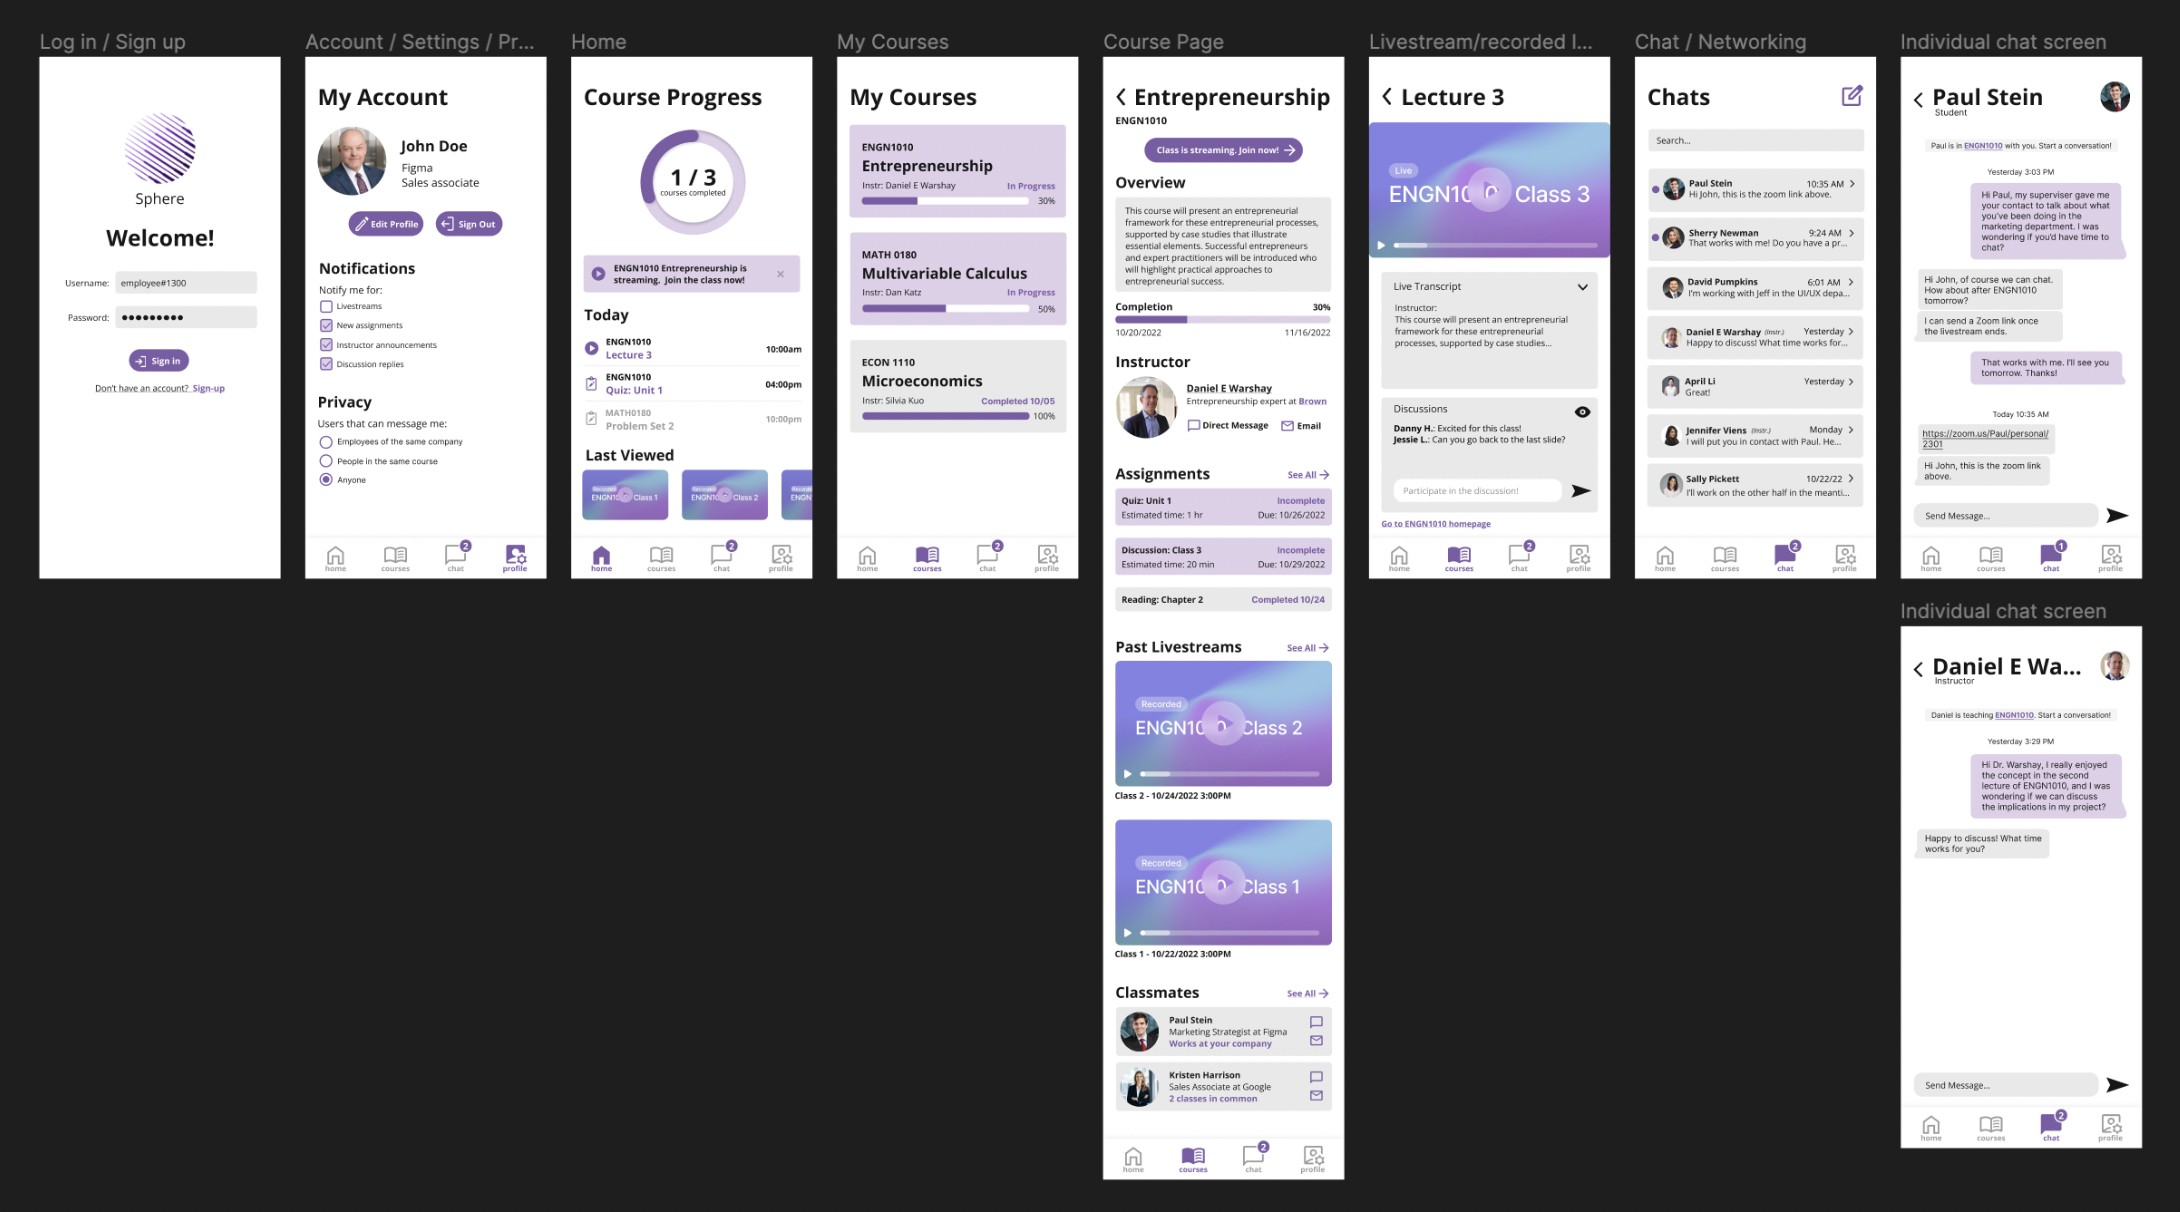 Log in / Sign up
Sphere
Welcome!
Username:
employee#1300
Password:
●●●●●●●●●
Sign in
Don't have an account? Sign-up
Account / Settings / Pr...
My Account
John Doe
Figma
Sales associate
Edit Profile
Sign Out
Notifications
Notify me for:
Livestreams
New assignments
Instructor announcements
Discussion replies
Privacy
Users that can message me:
Employees of the same company
People in the same course
Anyone
home
courses
2
chat
profile
Home
Course Progress
1 / 3
courses completed
ENGN1010 Entrepreneurship is
streaming. Join the class now!
Today
ENGN1010
Lecture 3
10:00am
ENGN1010
Quiz: Unit 1
04:00pm
MATH0180
Problem Set 2
10:00pm
Last Viewed
Class 1
Class 2
ENGN
home
courses
2
chat
profile
My Courses
My Courses
ENGN1010
Entrepreneurship
Instr: Daniel E Warshay
In Progress
30%
MATH 0180
Multivariable Calculus
Instr: Dan Katz
In Progress
50%
ECON 1110
Microeconomics
Instr: Silvia Kuo
Completed 10/05
100%
home
courses
2
chat
profile
Course Page
Entrepreneurship
ENGN1010
Class is streaming. Join now!
Overview
This course will present an entrepreneurial
framework for these entrepreneurial processes,
supported by case studies that illustrate
essential elements. Successful entrepreneurs
and expert practitioners will be introduced who
will highlight practical approaches to
entrepreneurial success.
Completion
30%
10/20/2022
11/16/2022
Instructor
Daniel E Warshay
Entrepreneurship expert at Brown
Direct Message
Email
Assignments
See All
Quiz: Unit 1
Incomplete
Estimated time: 1 hr
Due: 10/26/2022
Discussion: Class 3
Incomplete
Estimated time: 20 min
Due: 10/29/2022
Reading: Chapter 2
Completed 10/24
Past Livestreams
See All
Recorded
ENGN1010 Class 2
Class 2 - 10/24/2022 3:00PM
Recorded
ENGN1010 Class 1
Class 1 - 10/22/2022 3:00PM
Classmates
See All
Paul Stein
Marketing Strategist at Figma
Works at your company
Kristen Harrison
Sales Associate at Google
2 classes in common
home
courses
2
chat
profile
Livestream/recorded l...
Lecture 3
Live
ENGN1010 Class 3
Live Transcript
Instructor:
This course will present an entrepreneurial
framework for these entrepreneurial
processes, supported by case studies...
Discussions
Danny H.: Excited for this class!
Jessie L.: Can you go back to the last slide?
Participate in the discussion!
Go to ENGN1010 homepage
home
courses
2
chat
profile
Chat / Networking
Chats
Search...
Paul Stein
10:35 AM
Hi John, this is the zoom link above.
Sherry Newman
9:24 AM
That works with me! Do you have a pr...
David Pumpkins
6:01 AM
I'm working with Jeff in the UI/UX depa...
Daniel E Warshay (Instr.)
Yesterday
Happy to discuss! What time works for...
April Li
Yesterday
Great!
Jennifer Viens (Instr.)
Monday
I will put you in contact with Paul. He...
Sally Pickett
10/22/22
I'll work on the other half in the meanti...
home
courses
2
chat
profile
Individual chat screen
Paul Stein
Student
Paul is in ENGN1010 with you. Start a conversation!
Yesterday 3:03 PM
Hi Paul, my superviser gave me
your contact to talk about what
you've been doing in the
marketing department. I was
wondering if you'd have time to
chat?
Hi John, of course we can chat.
How about after ENGN1010
tomorrow?
I can send a Zoom link once
the livestream ends.
That works with me. I'll see you
tomorrow. Thanks!
Today 10:35 AM
https://zoom.us/Paul/personal/
2301
Hi John, this is the zoom link
above.
Send Message...
home
courses
1
chat
profile
Individual chat screen
Daniel E Wa...
Instructor
Daniel is teaching ENGN1010. Start a conversation!
Yesterday 3:29 PM
Hi Dr. Warshay, I really enjoyed
the concept in the second
lecture of ENGN1010, and I was
wondering if we can discuss
the implications in my project?
Happy to discuss! What time
works for you?
Send Message...
home
courses
2
chat
profile